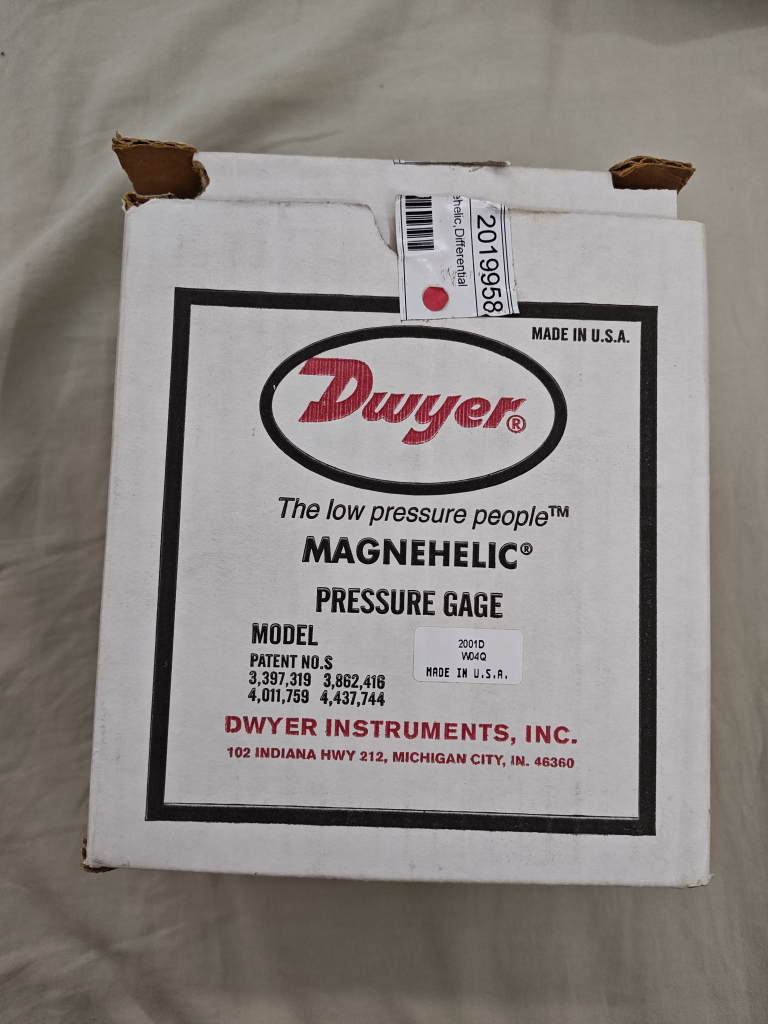 2019958
ehelic, Differential
MADE IN U.S.A.
Dwyer®
The low pressure people™
MAGNEHELIC®
PRESSURE GAGE
MODEL
2001D
W04Q
MADE IN U.S.A.
PATENT NO.S
3,397,319 3,862,416
4,011,759 4,437,744
DWYER INSTRUMENTS, INC.
102 INDIANA HWY 212, MICHIGAN CITY, IN. 46360